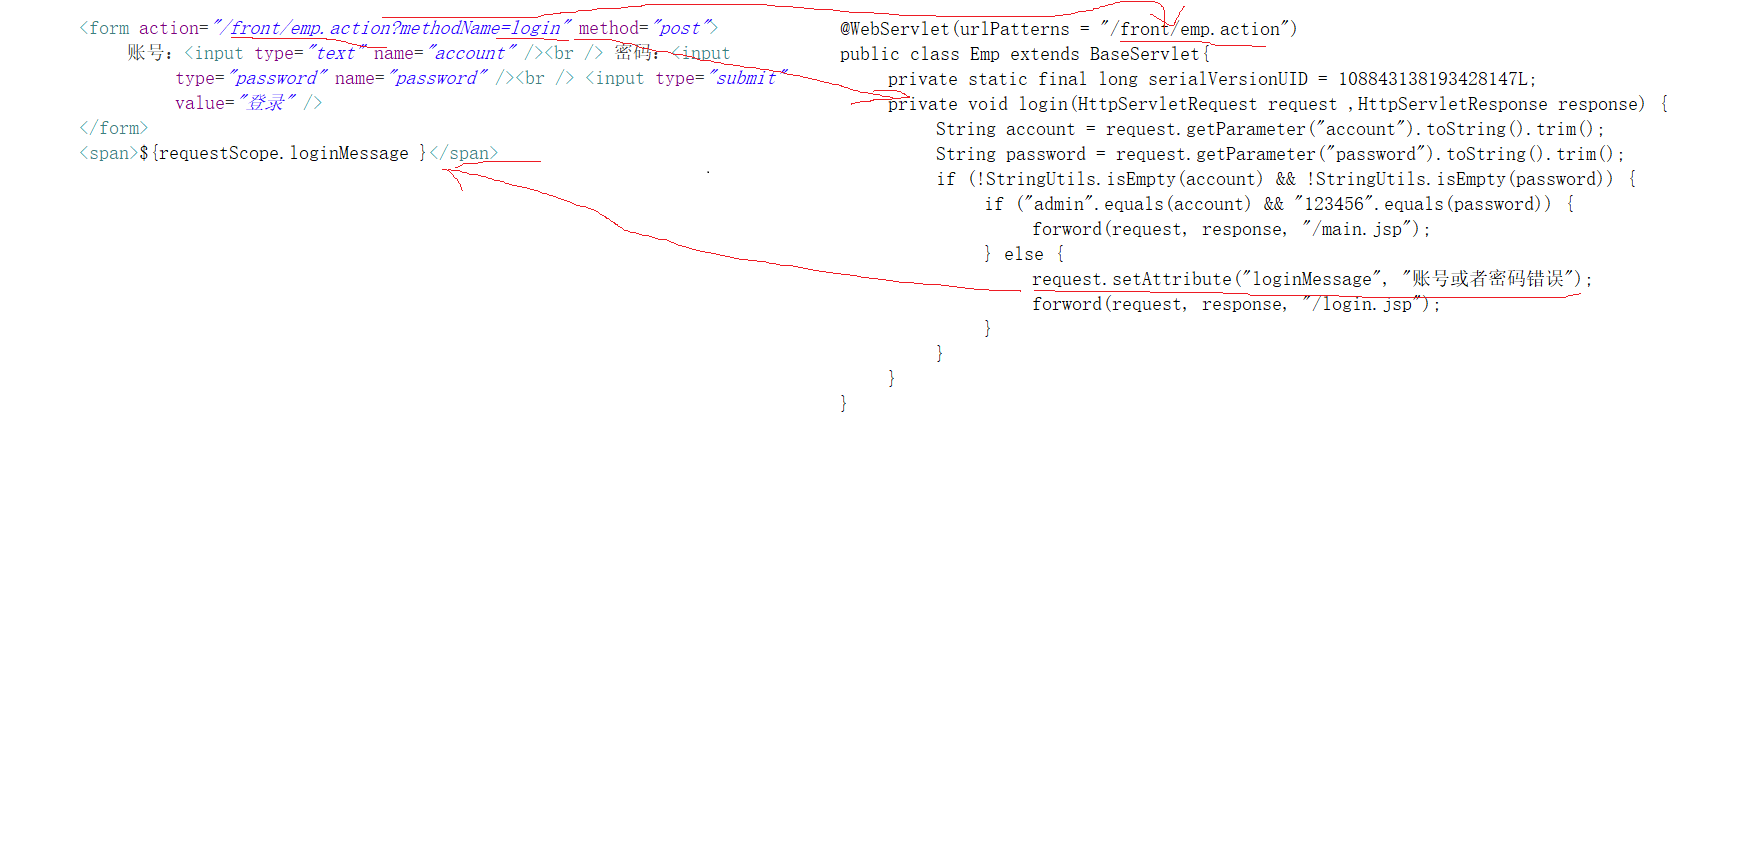 <form action="/front/emp.action?methodName=login" method="post">
账号：<input type="text" name="account" /><br /> 密码：<input
type="password" name="password" /><br /> <input type="submit"
value="登录" />
</form>
<span>${requestScope.loginMessage }</span>
@WebServlet(urlPatterns = "/front/emp.action")
public class Emp extends BaseServlet{
private static final long serialVersionUID = 108843138193428147L;
private void login(HttpServletRequest request ,HttpServletResponse response) {
String account = request.getParameter("account").toString().trim();
String password = request.getParameter("password").toString().trim();
if (!StringUtils.isEmpty(account) && !StringUtils.isEmpty(password)) {
if ("admin".equals(account) && "123456".equals(password)) {
forword(request, response, "/main.jsp");
} else {
request.setAttribute("loginMessage", "账号或者密码错误");
forword(request, response, "/login.jsp");
}
}
}
}